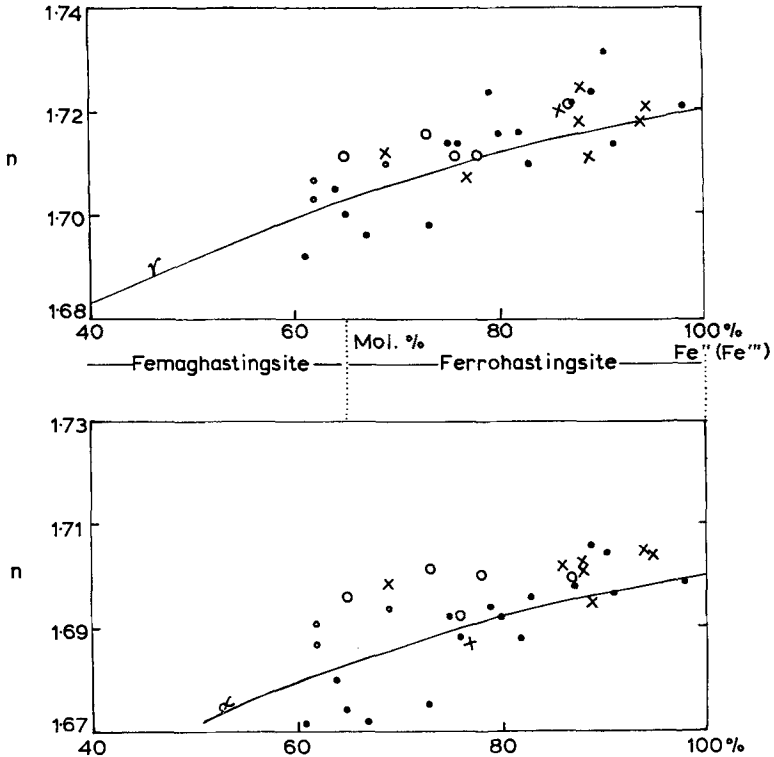 1·74
1·72
n
1·70
γ
1·68
40
60
80
100%
Mol. %
Fe'' (Fe''')
Femaghastingsite
Ferrohastingsite
1·73
1·71
n
1·69
α
1·67
40
60
80
100%